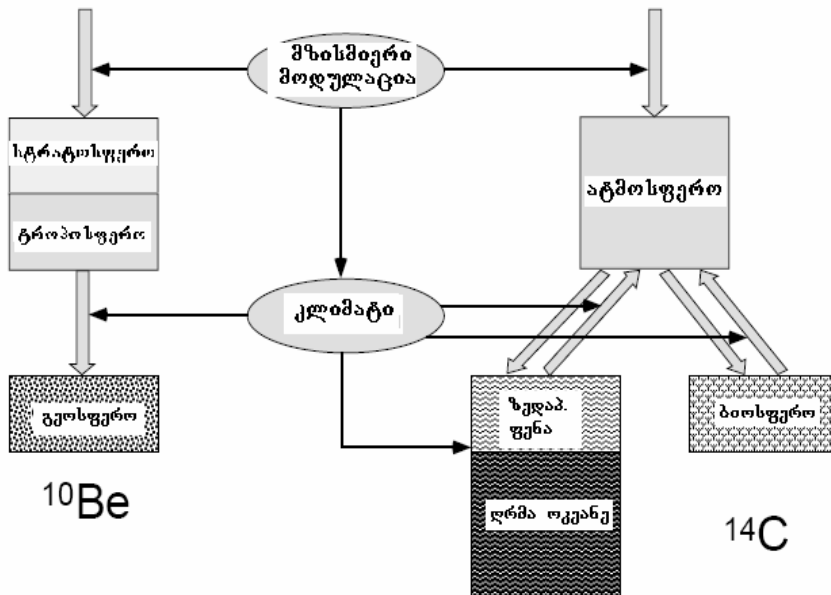 მზისმიერი
მოდულაცია
სტრატოსფერო
ტროპოსფერო
ატმოსფერო
კლიმატი
გეოსფერო
ზედაპ.
ფენა
ბიოსფერო
ღრმა ოკეანე
¹⁰Be
¹⁴C